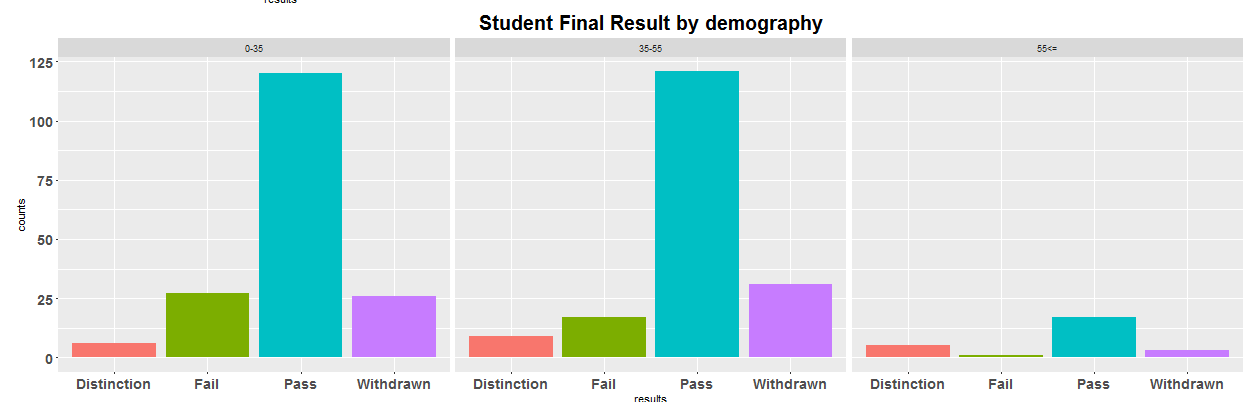 results
Student Final Result by demography
0-35 35-55 55<=
125
100
75
50
25
0
counts
Distinction Fail Pass Withdrawn Distinction Fail Pass Withdrawn Distinction Fail Pass Withdrawn
results